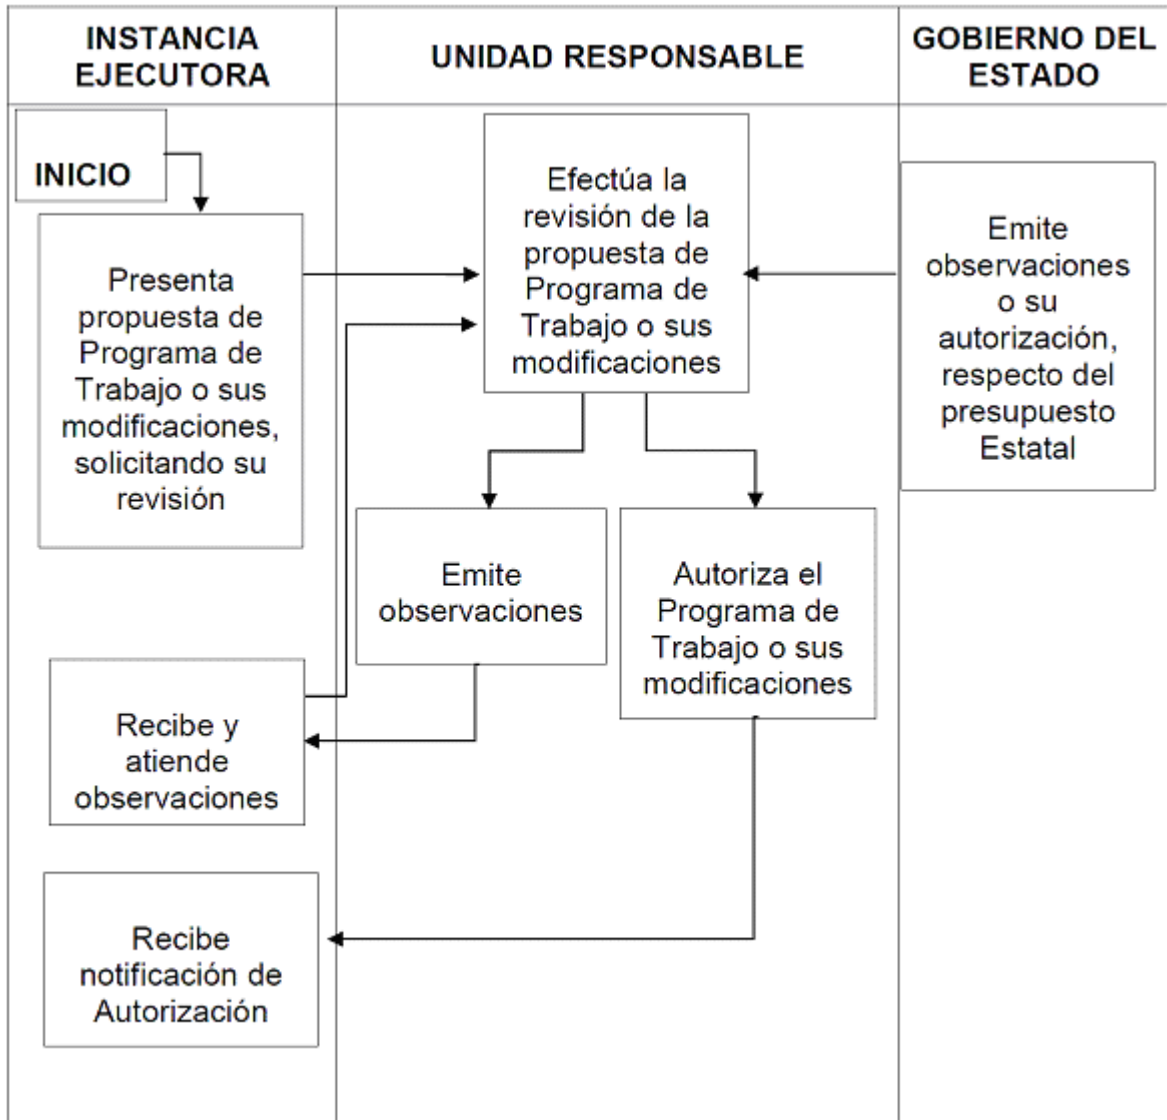 INSTANCIA
EJECUTORA
UNIDAD RESPONSABLE
GOBIERNO DEL
ESTADO
INICIO
Presenta
propuesta de
Programa de
Trabajo o sus
modificaciones,
solicitando su
revisión
Efectúa la
revisión de la
propuesta de
Programa de
Trabajo o sus
modificaciones
Emite
observaciones
o su
autorización,
respecto del
presupuesto
Estatal
Emite
observaciones
Autoriza el
Programa de
Trabajo o sus
modificaciones
Recibe y
atiende
observaciones
Recibe
notificación de
Autorización